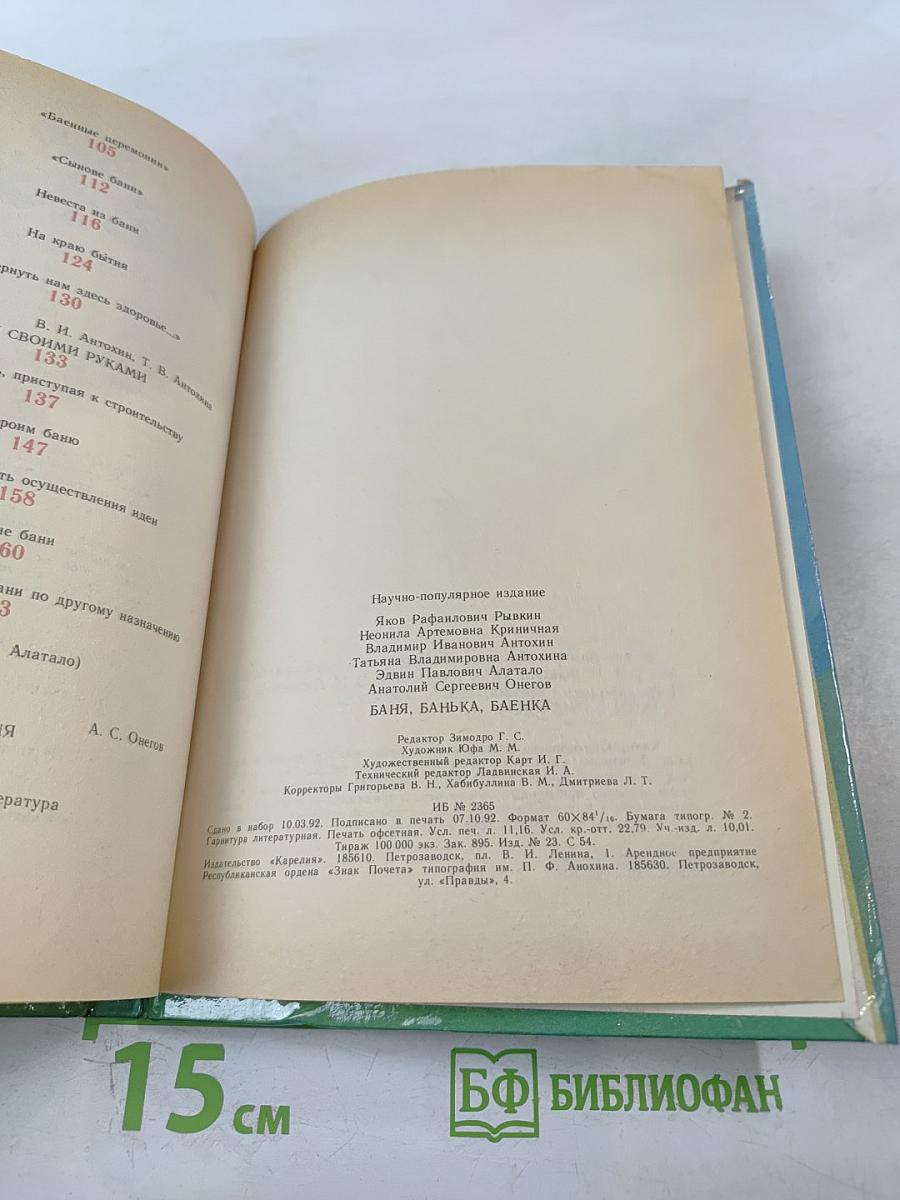 «Баенные церемонии»
105
«Сынове бани»
112
Невеста из бани
116
На краю бытия
124
нам здесь здоровье...»
130
В. И. Антохин, Т. В. Антохина
СВОИМИ РУКАМИ
133
приступая к строительству
137
баню
147
осуществления идеи
158
бани
60
по другому назначению
3
Алатало)
А. С. Онегов
Научно-популярное издание
Яков Рафаилович Рывкин
Неонила Артемовна Криничная
Владимир Иванович Антохин
Татьяна Владимировна Антохина
Эдвин Павлович Алатало
Анатолий Сергеевич Онегов
БАНЯ, БАНЬКА, БАЕНКА
Редактор Зимодро Г. С.
Художник Юфа М. М.
Художественный редактор Карт И. Г.
Технический редактор Ладвинская И. А.
Корректоры Григорьева В. Н., Хабибуллина В. М., Дмитриева Л. Т.
ИБ № 2365
Сдано в набор 10.03.92. Подписано в печать 07.10.92. Формат 60×84¹/₁₆. Бумага типогр. № 2.
Гарнитура литературная. Печать офсетная. Усл. печ. л. 11,16. Усл. кр.-отт. 22,79. Уч.-изд. л. 10,01.
Тираж 100 000 экз. Зак. 895. Изд. № 23. С 54.
Издательство «Карелия». 185610. Петрозаводск, пл. В. И. Ленина, 1. Арендное предприятие
Республиканская ордена «Знак Почета» типография им. П. Ф. Анохина. 185630. Петрозаводск,
ул. «Правды», 4.
15 см
БФ БИБЛИОФАН